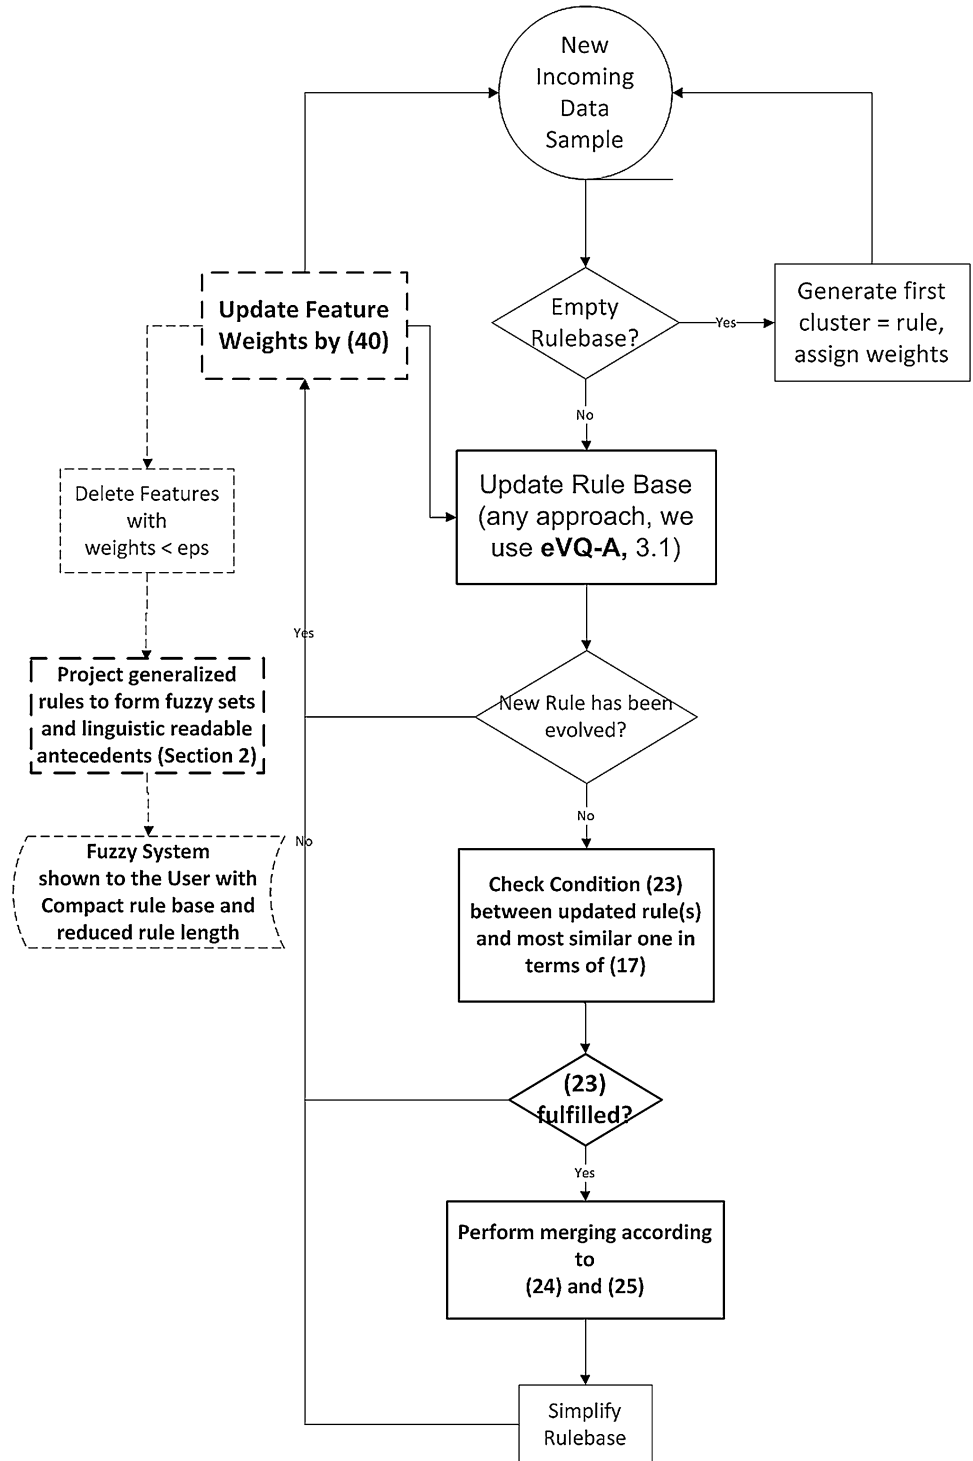 New
Incoming
Data
Sample
Empty
Rulebase?
Yes
Generate first
cluster = rule,
assign weights
Update Feature
Weights by (40)
No
Update Rule Base
(any approach, we
use eVQ-A, 3.1)
Delete Features
with
weights < eps
Yes
Project generalized
rules to form fuzzy sets
and linguistic readable
antecedents (Section 2)
New Rule has been
evolved?
No
No
Fuzzy System
shown to the User with
Compact rule base and
reduced rule length
Check Condition (23)
between updated rule(s)
and most similar one in
terms of (17)
(23)
fulfilled?
Yes
Perform merging according
to
(24) and (25)
Simplify
Rulebase